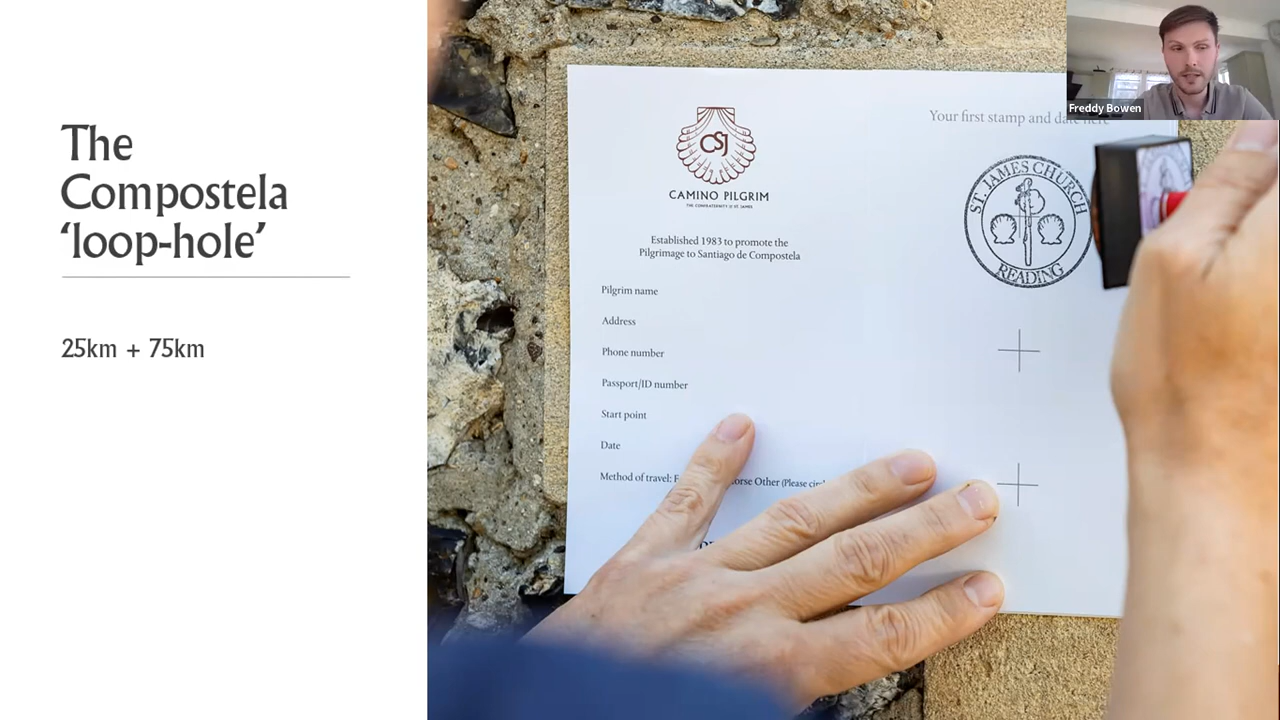 The
Compostela
‘loop-hole’
25km + 75km
Freddy Bowen
Your first stamp and date here
CSJ
CAMINO PILGRIM
THE CONFRATERNITY OF ST. JAMES
Established 1983 to promote the
Pilgrimage to Santiago de Compostela
ST. JAMES CHURCH
READING
Pilgrim name
Address
Phone number
Passport/ID number
Start point
Date
Method of travel: Other (Please